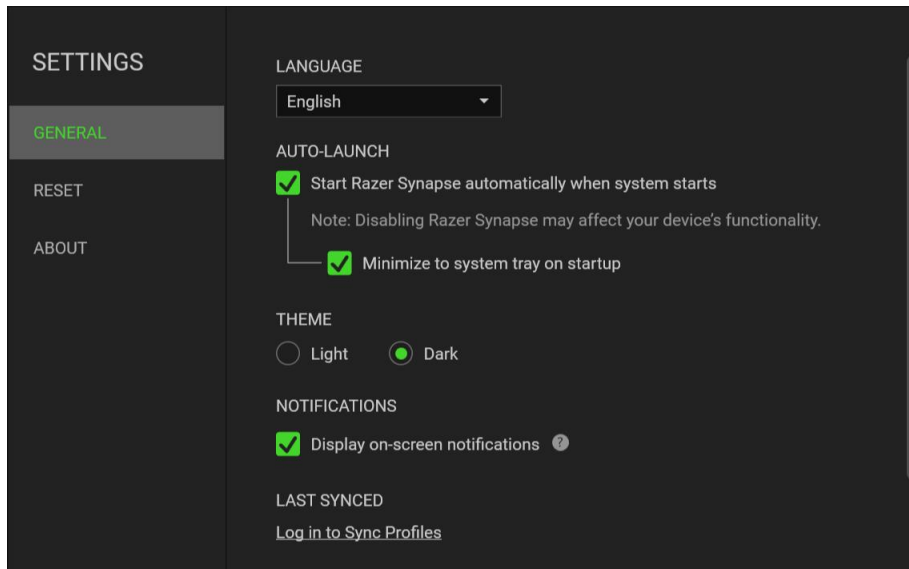 SETTINGS
GENERAL
RESET
ABOUT
LANGUAGE
English
AUTO-LAUNCH
Start Razer Synapse automatically when system starts
Note: Disabling Razer Synapse may affect your device’s functionality.
Minimize to system tray on startup
THEME
Light Dark
NOTIFICATIONS
Display on-screen notifications ?
LAST SYNCED
Log in to Sync Profiles